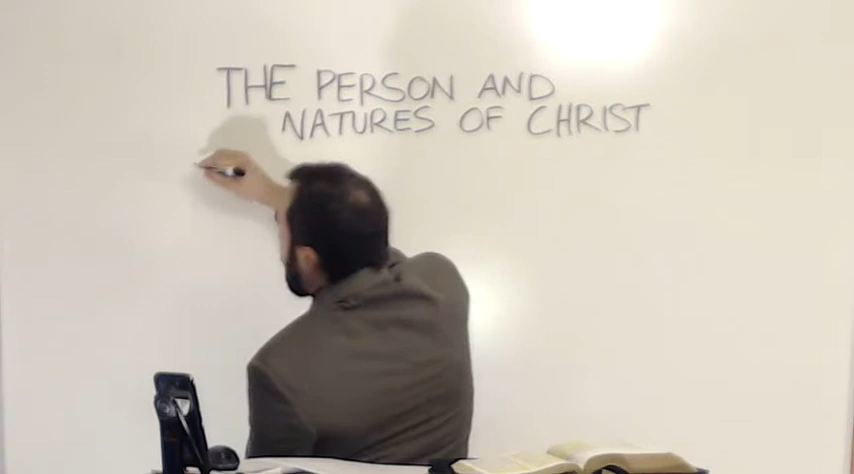 THE PERSON AND
NATURES OF CHRIST